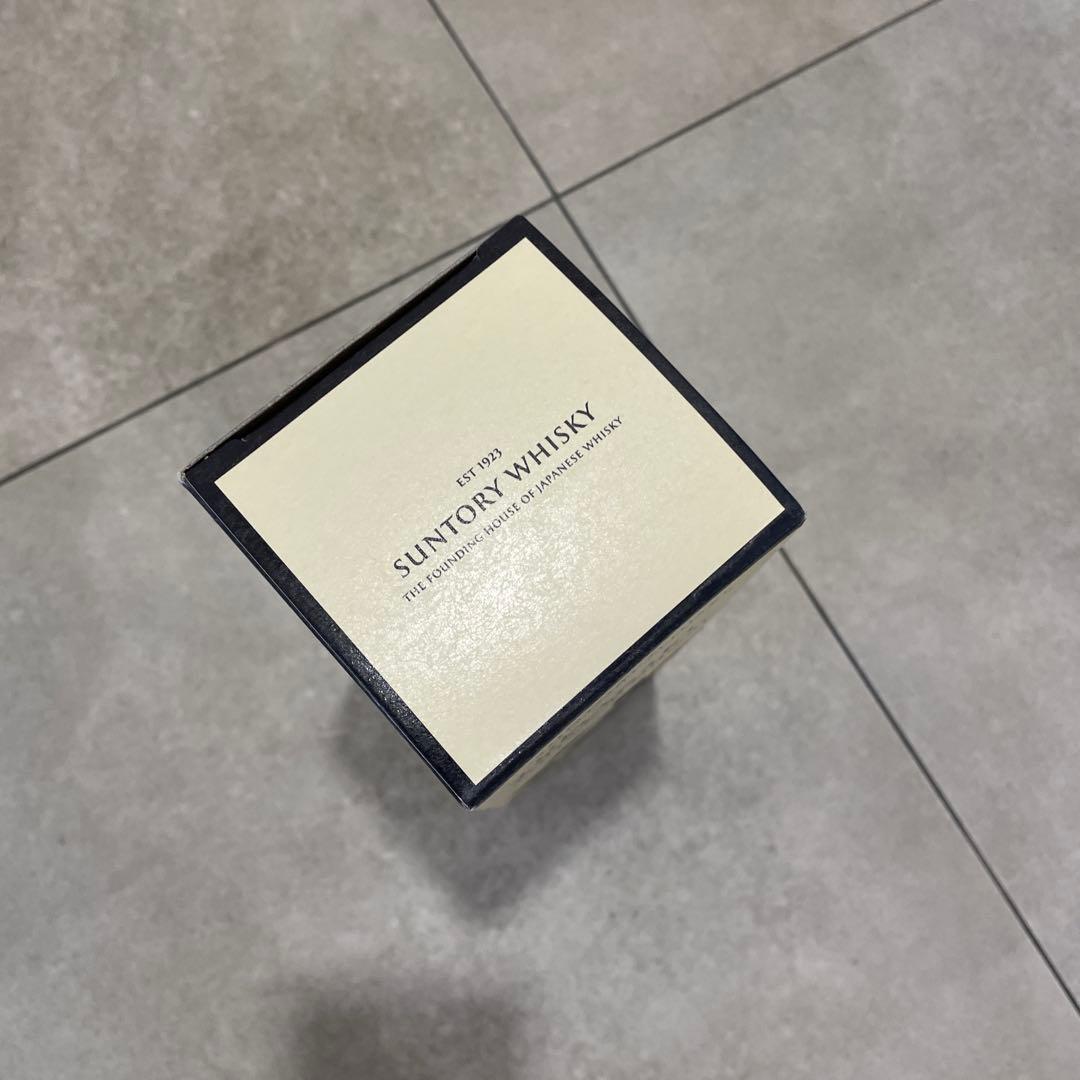 EST 1923
SUNTORY WHISKY
THE FOUNDING HOUSE OF JAPANESE WHISKY